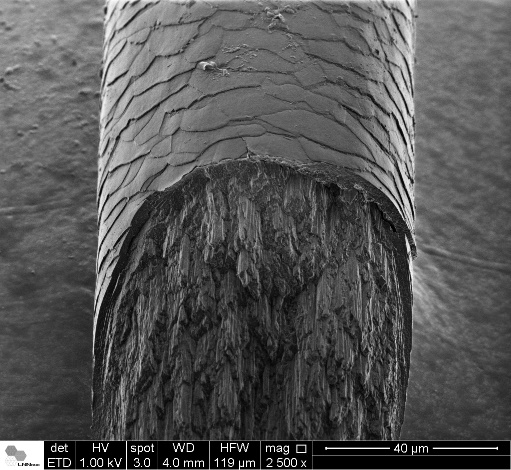 det HV spot WD HFW mag □ 40 µm
ETD 1.00 kV 3.0 4.0 mm 119 µm 2 500 x